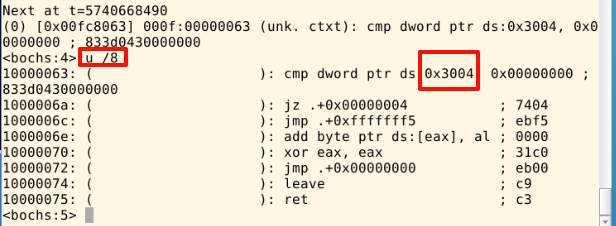 Next at t=5740668490
(0) [0x00fc8063] 000f:00000063 (unk. ctxt): cmp dword ptr ds:0x3004, 0x0
0000000 ; 833d0430000000
<bochs:4> u /8
10000063: (                    ): cmp dword ptr ds:0x3004, 0x00000000 ;
833d0430000000
1000006a: (                    ): jz .+0x00000004           ; 7404
1000006c: (                    ): jmp .+0xfffffff5          ; ebf5
1000006e: (                    ): add byte ptr ds:[eax], al ; 0000
10000070: (                    ): xor eax, eax              ; 31c0
10000072: (                    ): jmp .+0x00000000          ; eb00
10000074: (                    ): leave                     ; c9
10000075: (                    ): ret                       ; c3
<bochs:5>